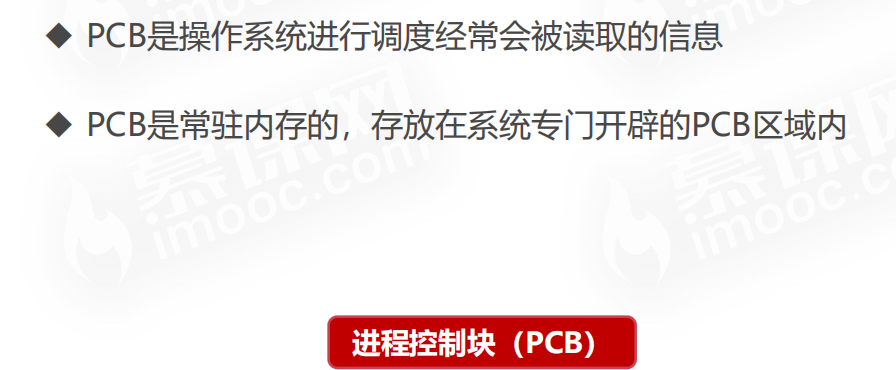 ◆ PCB是操作系统进行调度经常会被读取的信息
◆ PCB是常驻内存的，存放在系统专门开辟的PCB区域内
慕课网
imooc.com
慕课网
imooc.com
进程控制块（PCB）